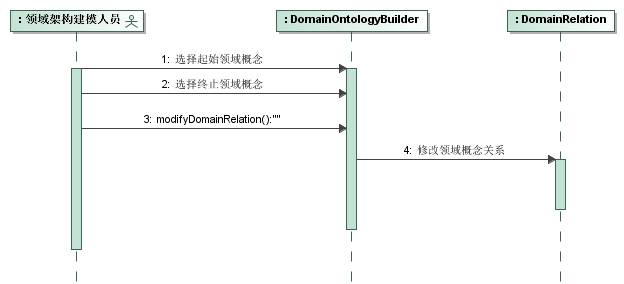 : 领域架构建模人员
: DomainOntologyBuilder
: DomainRelation
1: 选择起始领域概念
2: 选择终止领域概念
3: modifyDomainRelation():""
4: 修改领域概念关系